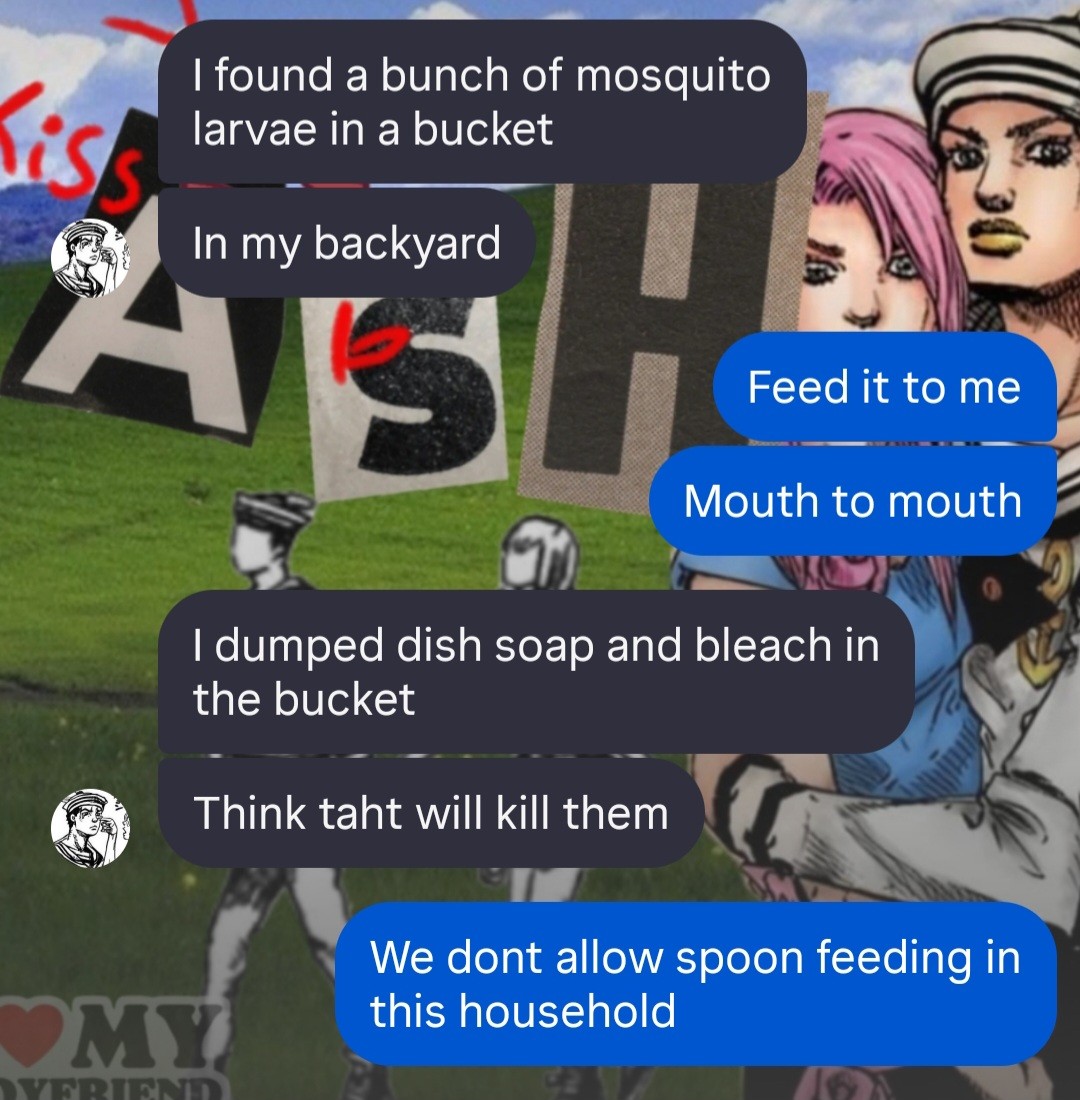 I found a bunch of mosquito
larvae in a bucket
Kiss
In my backyard
A
b
S
H
Feed it to me
Mouth to mouth
I dumped dish soap and bleach in
the bucket
Think taht will kill them
We dont allow spoon feeding in
this household
MY
OYFRIEND